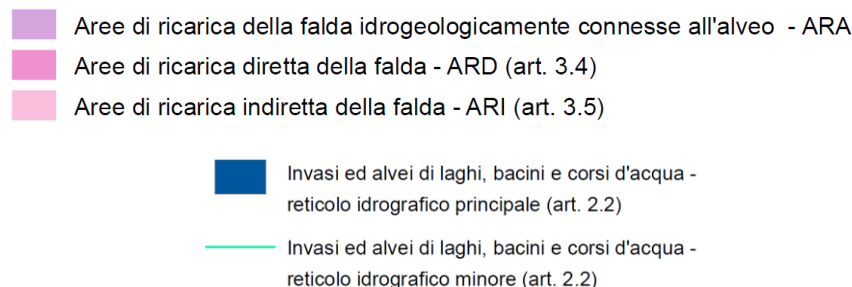 Aree di ricarica della falda idrogeologicamente connesse all'alveo - ARA
Aree di ricarica diretta della falda - ARD (art. 3.4)
Aree di ricarica indiretta della falda - ARI (art. 3.5)
Invasi ed alvei di laghi, bacini e corsi d'acqua -
reticolo idrografico principale (art. 2.2)
Invasi ed alvei di laghi, bacini e corsi d'acqua -
reticolo idrografico minore (art. 2.2)